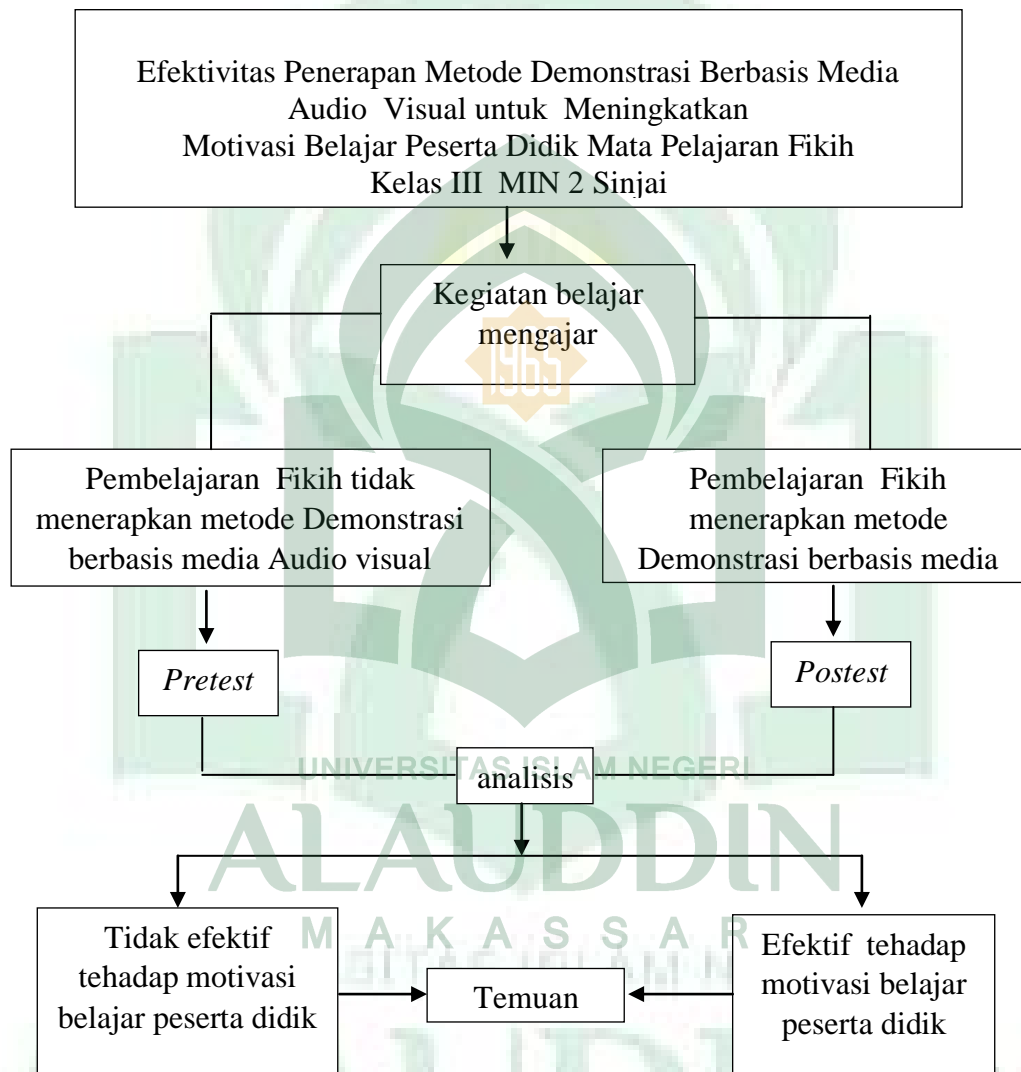 Efektivitas Penerapan Metode Demonstrasi Berbasis Media
Audio Visual untuk Meningkatkan
Motivasi Belajar Peserta Didik Mata Pelajaran Fikih
Kelas III MIN 2 Sinjai
Kegiatan belajar
mengajar
1965
Pembelajaran Fikih tidak
menerapkan metode Demonstrasi
berbasis media Audio visual
Pembelajaran Fikih
menerapkan metode
Demonstrasi berbasis media
Pretest
Postest
UNIVERSITAS ISLAM NEGERI
analisis
ALAUDDIN
MAKASSAR
Tidak efektif
tehadap motivasi
belajar peserta didik
Temuan
Efektif tehadap
motivasi belajar
peserta didik